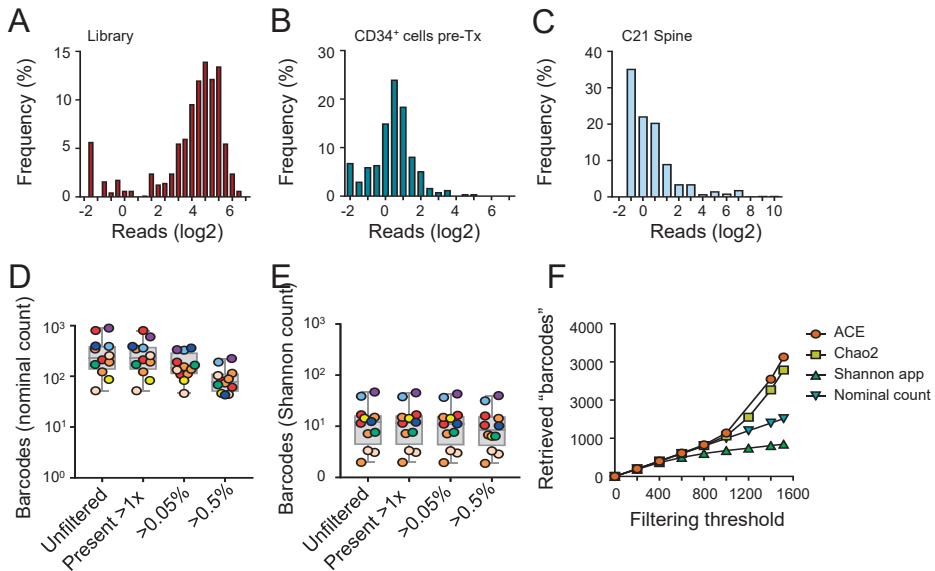 A
Library
Frequency (%)
15
10
5
0
-2 0 2 4 6
Reads (log2)
B
CD34⁺ cells pre-Tx
Frequency (%)
30
20
10
0
-2 0 2 4 6
Reads (log2)
C
C21 Spine
Frequency (%)
40
30
20
10
0
-2 0 2 4 6 8 10
Reads (log2)
D
Barcodes (nominal count)
10³
10²
10¹
10⁰
Unfiltered
Present >1x
>0.05%
>0.5%
E
Barcodes (Shannon count)
10³
10²
10¹
0
Unfiltered
Present >1x
>0.05%
>0.5%
F
Retrieved “barcodes”
4000
3000
3000
1000
0
0 400 800 1200 1600
Filtering threshold
ACE
Chao2
Shannon app
Nominal count